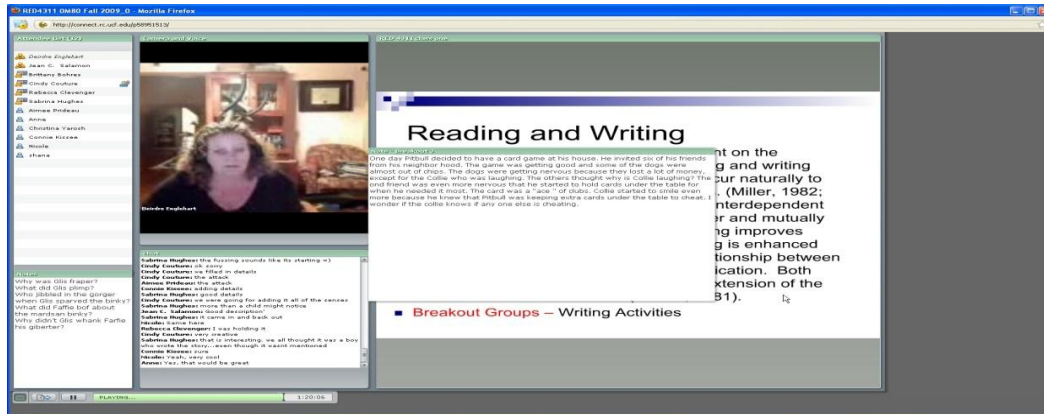 RED4311 0M80 Fall 2009_0 - Mozilla Firefox
http://connect.rc.ucf.edu/p58951513/
Attendee List (12)
Deirdre Englehart
Jean C. Salamon
Brittany Bohres
Cindy Couture
Rebecca Clevenger
Sabrina Hughes
Aimee Prideau
Anne
Christina Yarosh
Connie Kissee
Nicole
shana
Camera and Voice
Deirdre Englehart
Notes
Why was Glis fraper?
What did Glis plimp?
Who jibbled in the gorger
when Glis sparved the binky?
What did Faffie bof about
the mardsan binky?
Why didn't Glis whank Farfie
his giberter?
Chat
Sabrina Hughes: the fuzzing sounds like its starting =)
Cindy Couture: ok sorry
Cindy Couture: we filled in details
Cindy Couture: the attack
Aimee Prideau: the attack
Connie Kissee: adding details
Sabrina Hughes: good details
Cindy Couture: we were going for adding it all of the senses
Sabrina Hughes: more than a child might notice
Jean C. Salamon: Good description'
Sabrina Hughes: it came in and back out
Nicole: Same here
Rebecca Clevenger: I was holding it
Cindy Couture: very creative
Sabrina Hughes: that is interesting, we all thought it was a boy
who wrote the story...even though it wasnt mentioned
Connie Kissee: sure
Nicole: Yeah, very cool
Anne: Yes, that would be great
Reading and Writing
Note - Breakout 2
One day Pitbull decided to have a card game at his house. He invited six of his friends
from his neighbor hood. The game was getting good and some of the dogs were
almost out of chips. The dogs were getting nervous because they lost a lot of money,
except for the Collie who was laughing. The others thought why is Collie laughing? The
ond friend was even more nervous that he started to hold cards under the table for
when he needed it most. The card was a "ace " of clubs. Collie started to smile even
more because he knew that Pitbull was keeping extra cards under the table to cheat. I
wonder if the collie knows if any one else is cheating.
nt on the
g and writing
cur naturally to
. (Miller, 1982;
nterdependent
er and mutually
ng improves
g is enhanced
tionship between
ication. Both
xtension of the
81).
Breakout Groups – Writing Activities
PLAYING...
1:20:06